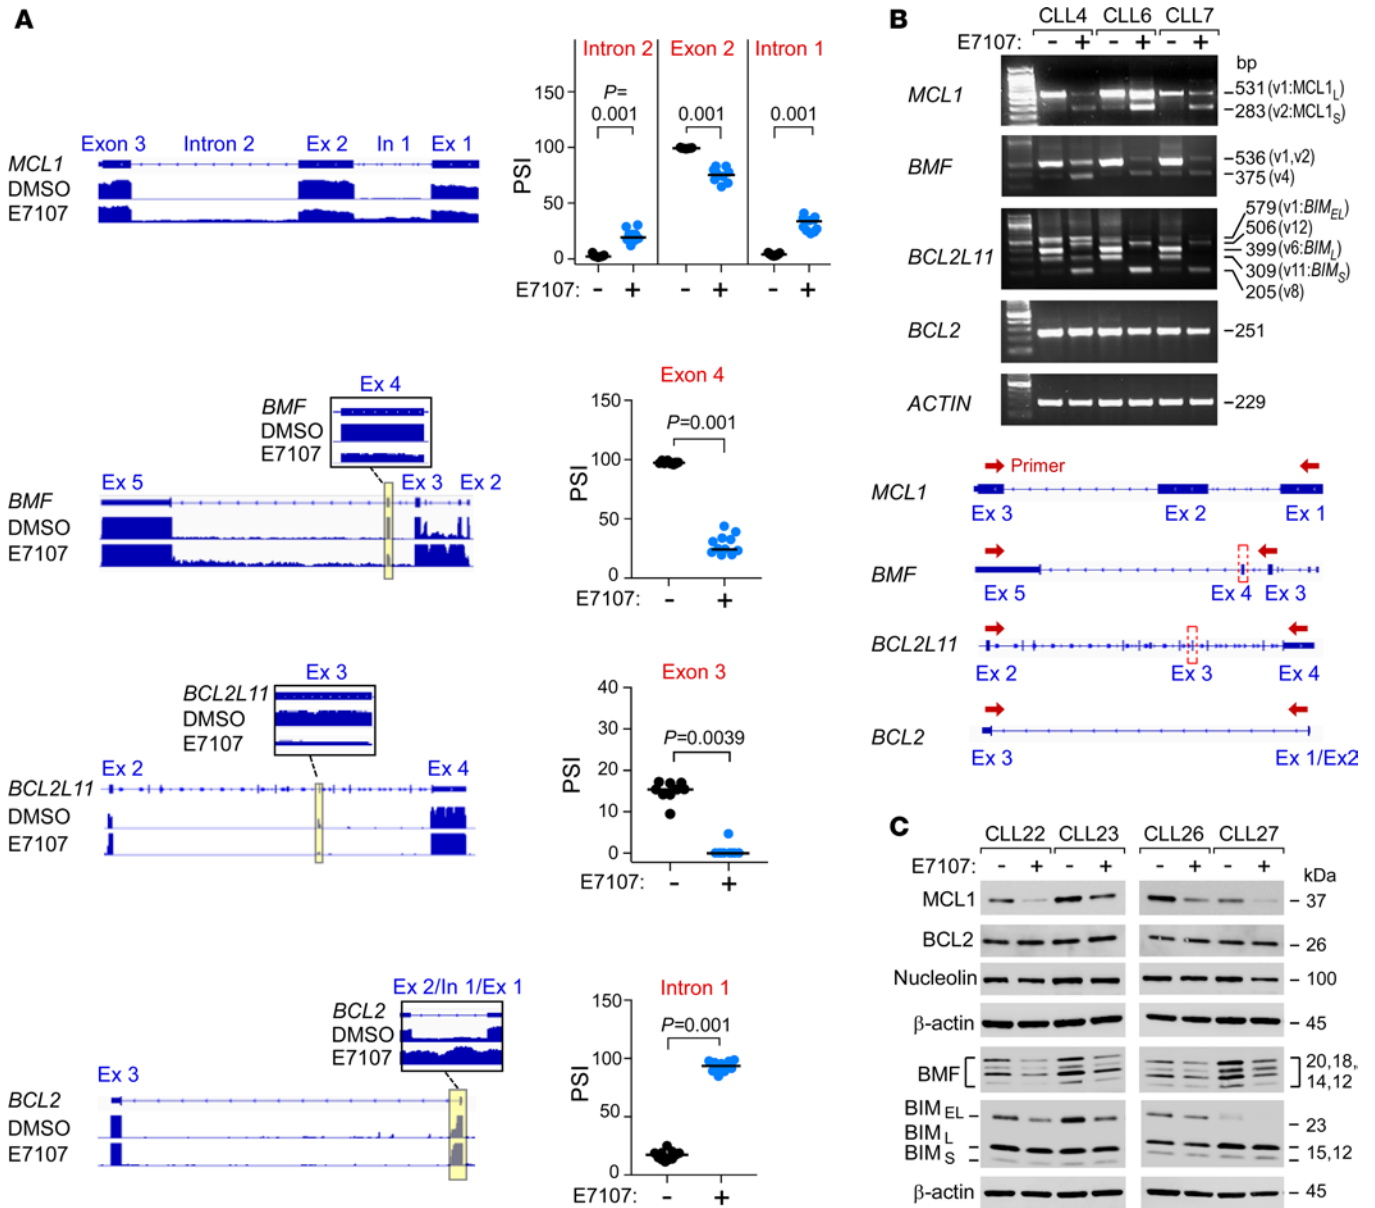 A
Exon 3 Intron 2 Ex 2 In 1 Ex 1
MCL1
DMSO
E7107
Intron 2 Exon 2 Intron 1
P=
0.001 0.001 0.001
PSI
150
100
50
0
E7107: - + - + - +
Ex 4
BMF
DMSO
E7107
Ex 5 Ex 3 Ex 2
BMF
DMSO
E7107
Exon 4
P=0.001
PSI
150
100
50
0
E7107: - +
Ex 3
BCL2L11
DMSO
E7107
Ex 2 Ex 4
BCL2L11
DMSO
E7107
Exon 3
P=0.0039
PSI
40
30
20
10
0
E7107: - +
Ex 2/In 1/Ex 1
BCL2
DMSO
E7107
Ex 3
BCL2
DMSO
E7107
Intron 1
P=0.001
PSI
150
100
50
0
E7107: - +
B
CLL4 CLL6 CLL7
E7107: - + - + - +
bp
MCL1
531 (v1:MCL1L)
283 (v2:MCL1S)
BMF
536 (v1,v2)
375 (v4)
BCL2L11
579 (v1:BIMEL)
506 (v12)
399 (v6:BIML)
309 (v11:BIMS)
205 (v8)
BCL2
251
ACTIN
229
Primer
MCL1
Ex 3 Ex 2 Ex 1
BMF
Ex 5 Ex 4 Ex 3
BCL2L11
Ex 2 Ex 3 Ex 4
BCL2
Ex 3 Ex 1/Ex2
C
CLL22 CLL23 CLL26 CLL27
E7107: - + - + - + - +
kDa
MCL1 – 37
BCL2 – 26
Nucleolin – 100
β-actin – 45
BMF
20,18,
14,12
BIM EL
BIM L
BIM S
– 23
15,12
β-actin – 45